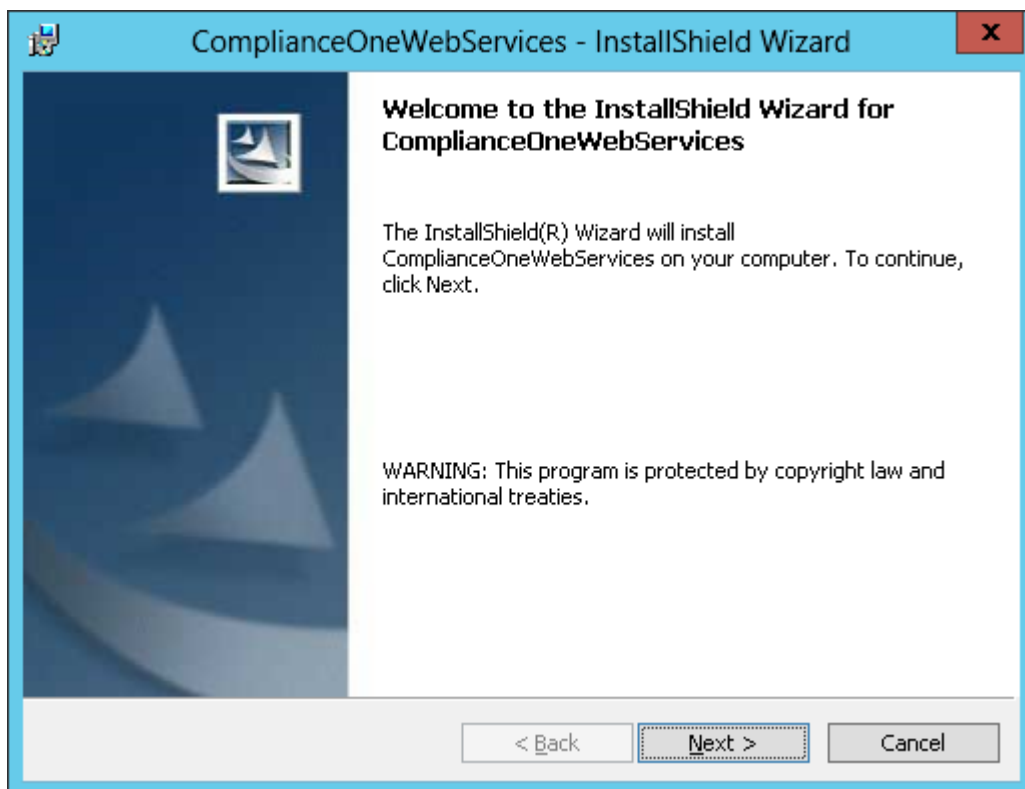 ComplianceOneWebServices - InstallShield Wizard
x
Welcome to the InstallShield Wizard for
ComplianceOneWebServices
The InstallShield(R) Wizard will install
ComplianceOneWebServices on your computer. To continue,
click Next.
WARNING: This program is protected by copyright law and
international treaties.
< Back
Next >
Cancel